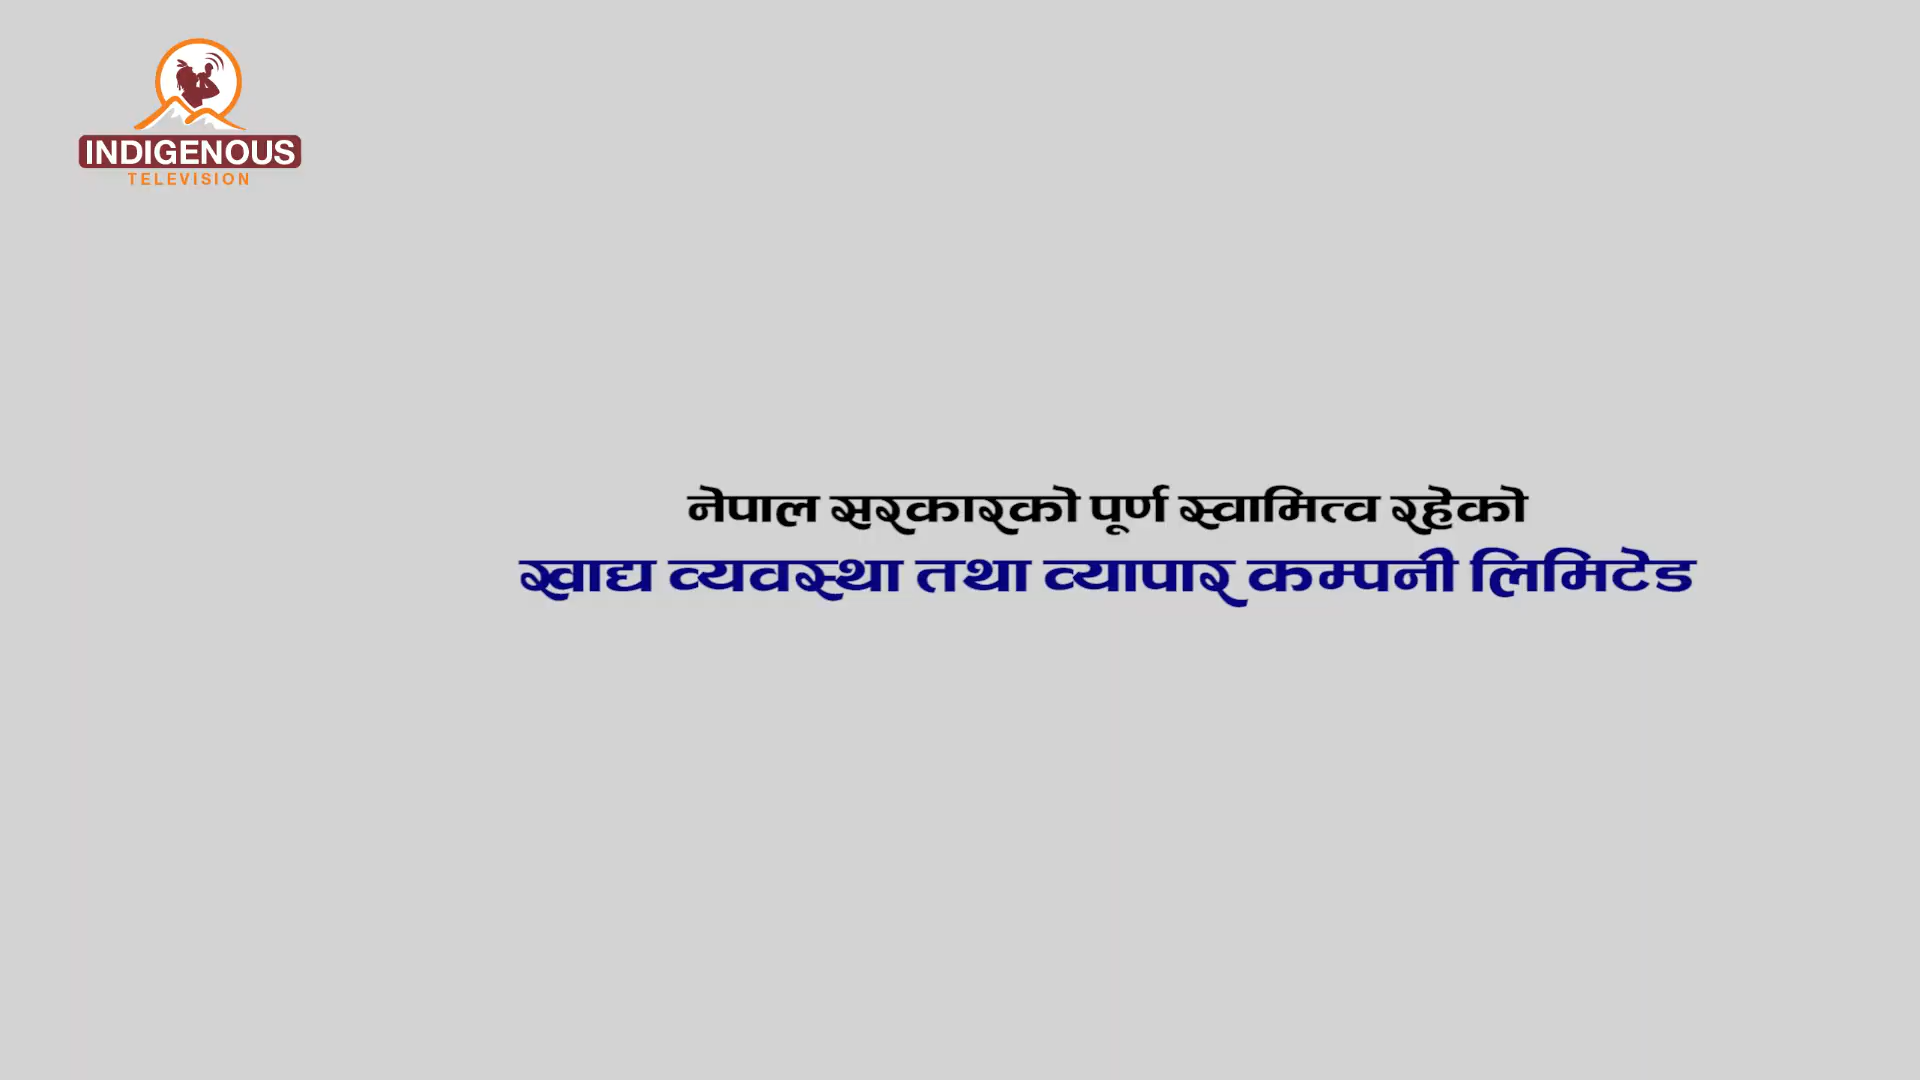 INDIGENOUS
TELEVISION
नेपाल सरकारको पूर्ण स्वामित्व रहेको
खाद्य व्यवस्था तथा व्यापार कम्पनी लिमिटेड